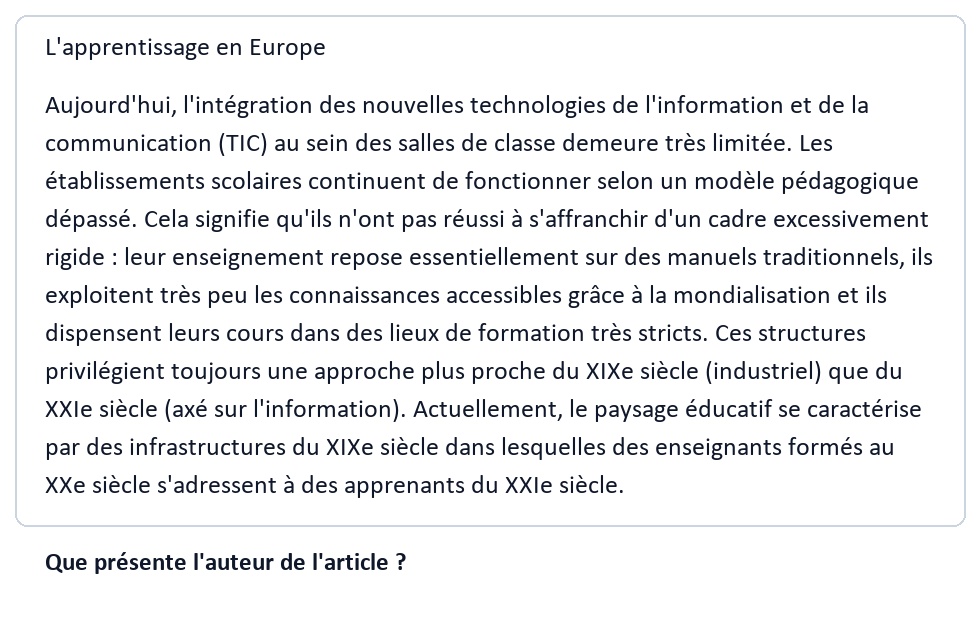 L'apprentissage en Europe
Aujourd'hui, l'intégration des nouvelles technologies de l'information et de la
communication (TIC) au sein des salles de classe demeure très limitée. Les
établissements scolaires continuent de fonctionner selon un modèle pédagogique
dépassé. Cela signifie qu'ils n'ont pas réussi à s'affranchir d'un cadre excessivement
rigide : leur enseignement repose essentiellement sur des manuels traditionnels, ils
exploitent très peu les connaissances accessibles grâce à la mondialisation et ils
dispensent leurs cours dans des lieux de formation très stricts. Ces structures
privilégient toujours une approche plus proche du XIXe siècle (industriel) que du
XXIe siècle (axé sur l'information). Actuellement, le paysage éducatif se caractérise
par des infrastructures du XIXe siècle dans lesquelles des enseignants formés au
XXe siècle s'adressent à des apprenants du XXIe siècle.
Que présente l'auteur de l'article ?